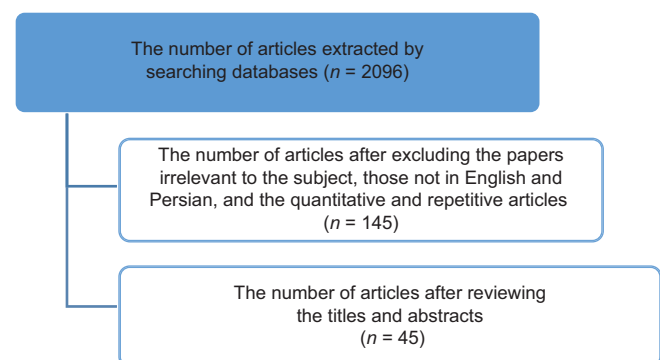 The number of articles extracted by
searching databases (n = 2096)
The number of articles after excluding the papers
irrelevant to the subject, those not in English and
Persian, and the quantitative and repetitive articles
(n = 145)
The number of articles after reviewing
the titles and abstracts
(n = 45)